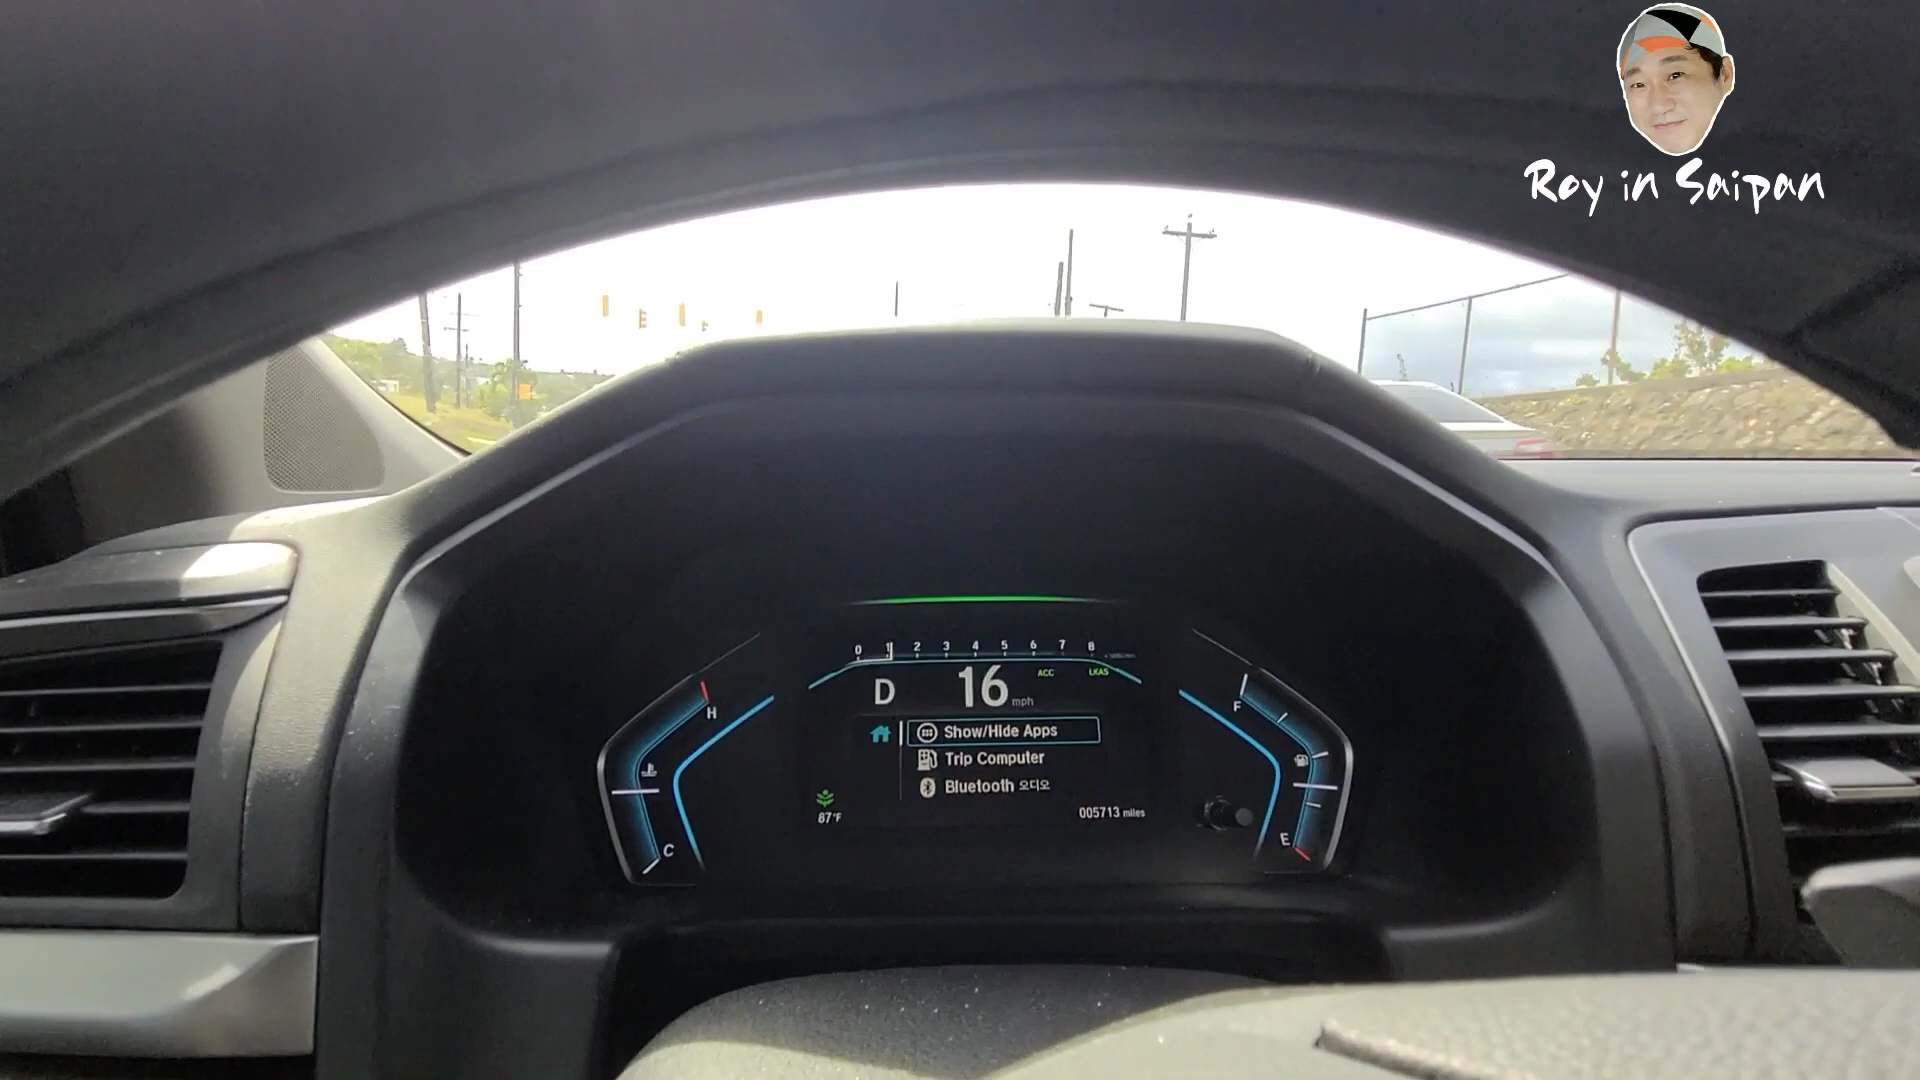 Roy in Saipan
0 1 2 3 4 5 6 7 8
D 16 mph ACC LKAS
H
F
Show/Hide Apps
Trip Computer
Bluetooth 오디오
87°F
005713 miles
C
E